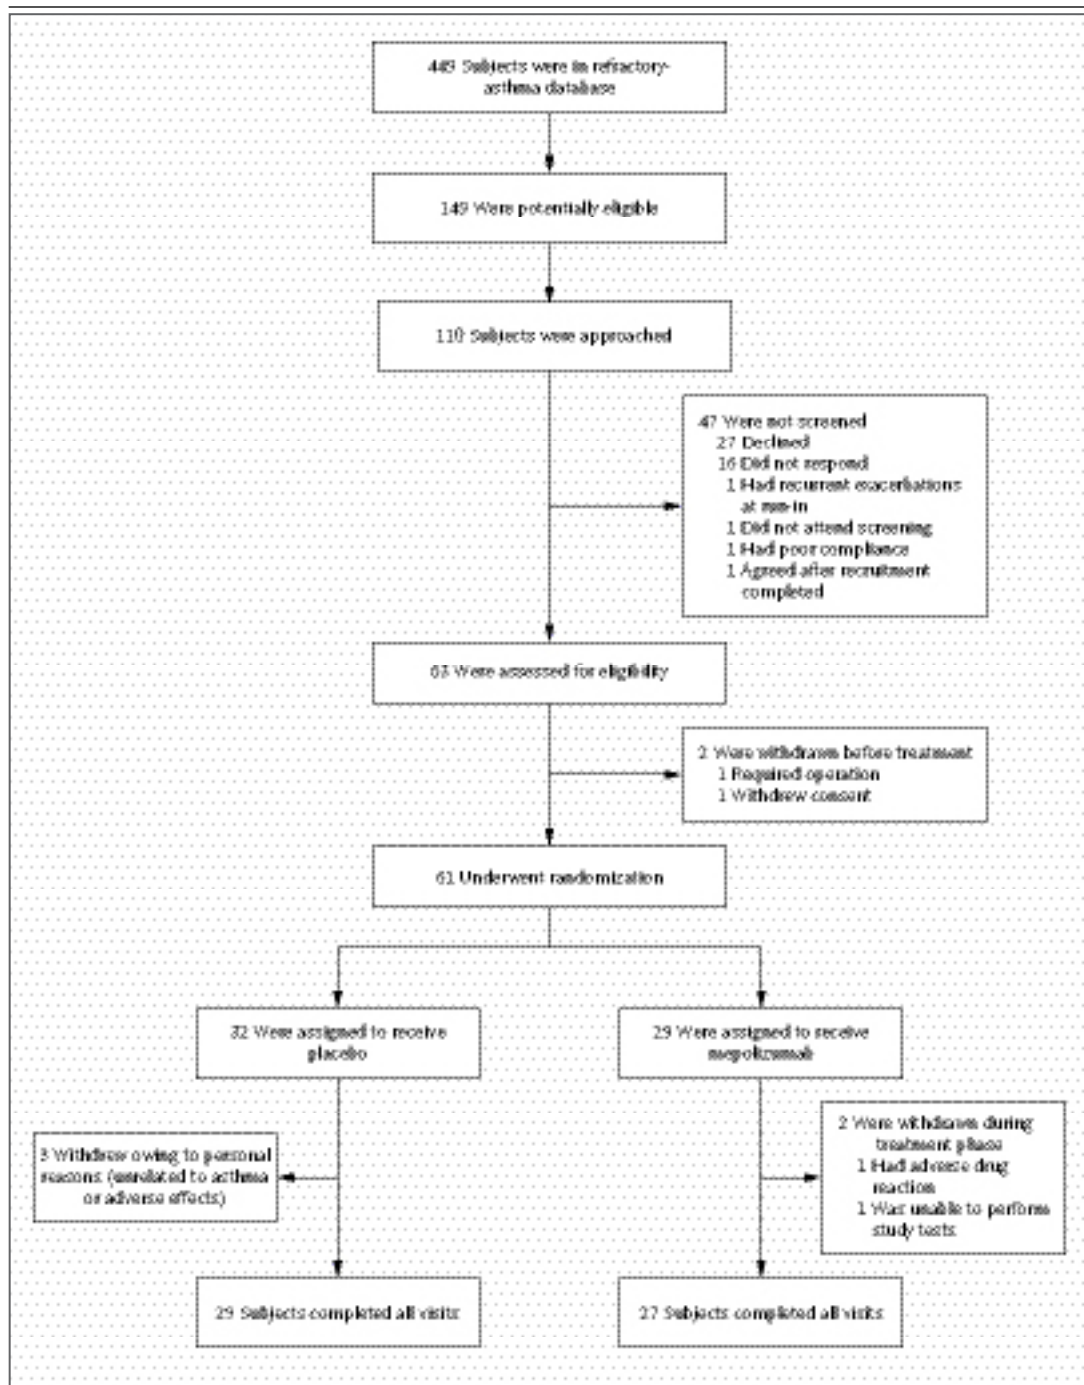 449 Subjects were in refractory-
asthma database
149 Were potentially eligible
110 Subjects were approached
47 Were not screened
27 Declined
16 Did not respond
1 Had recurrent exacerbations
at run-in
1 Did not attend screening
1 Had poor compliance
1 Agreed after recruitment
completed
63 Were assessed for eligibility
2 Were withdrawn before treatment
1 Required operation
1 Withdrew consent
61 Underwent randomization
32 Were assigned to receive
placebo
29 Were assigned to receive
mepolizumab
3 Withdrew owing to personal
reasons (unrelated to asthma
or adverse effects)
2 Were withdrawn during
treatment phase
1 Had adverse drug
reaction
1 Was unable to perform
study tests
29 Subjects completed all visits
27 Subjects completed all visits